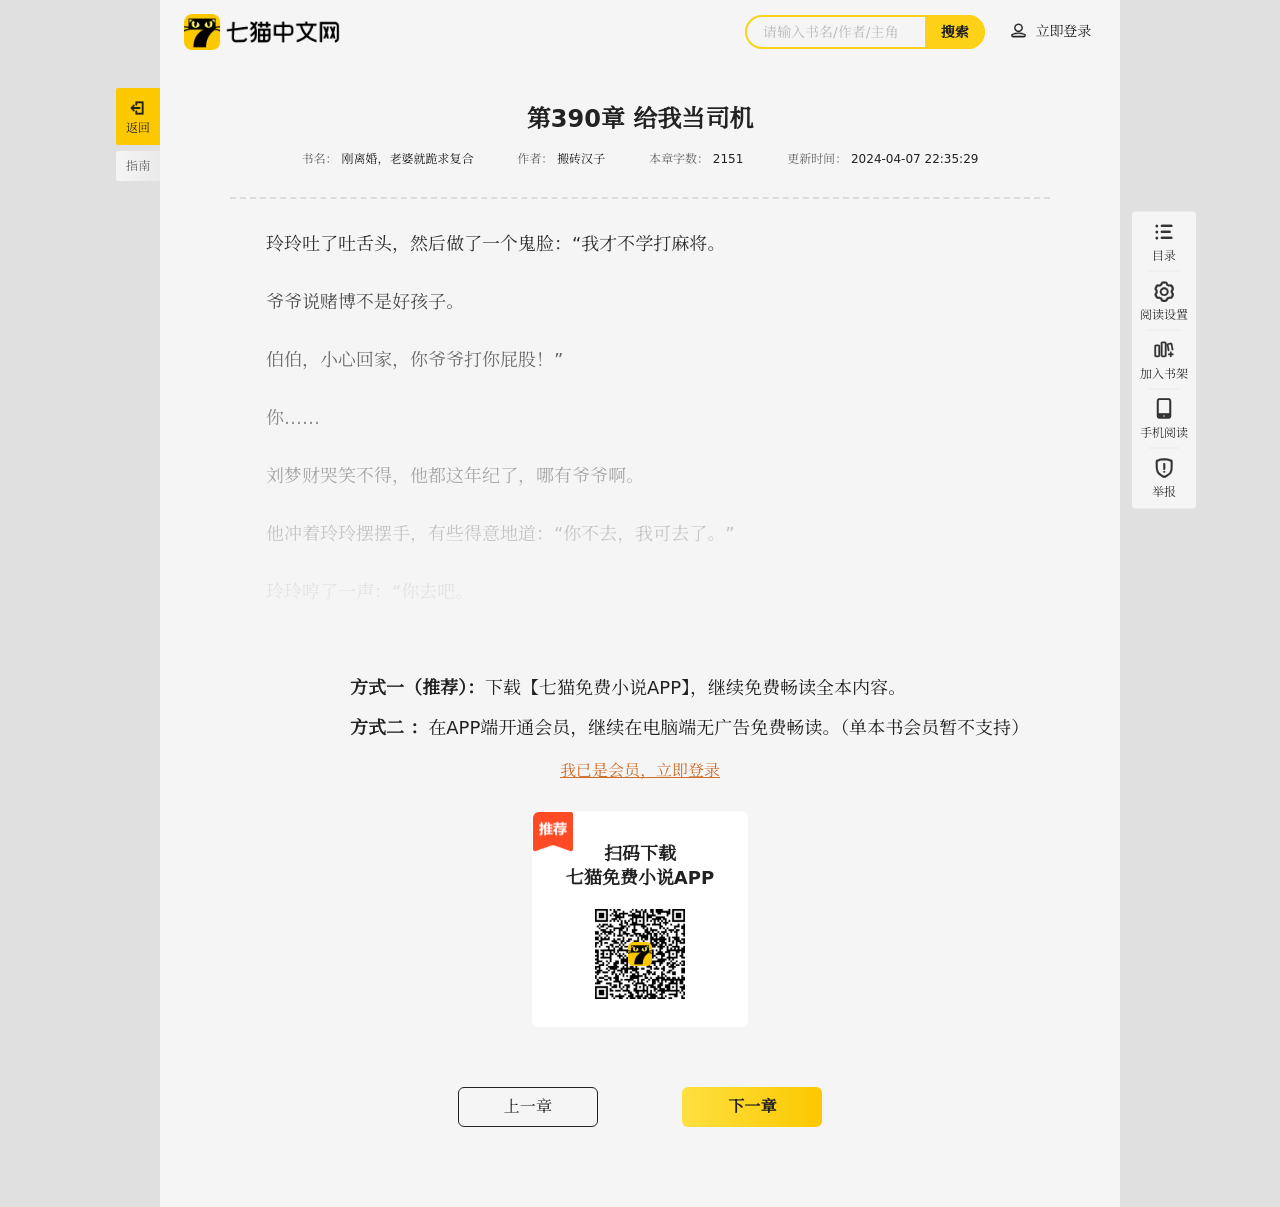 七猫中文网
请输入书名/作者/主角
搜索
立即登录
返回
指南
第390章 给我当司机
书名： 刚离婚，老婆就跪求复合 作者： 搬砖汉子 本章字数： 2151 更新时间： 2024-04-07 22:35:29
玲玲吐了吐舌头，然后做了一个鬼脸：“我才不学打麻将。
爷爷说赌博不是好孩子。
伯伯，小心回家，你爷爷打你屁股！”
你……
刘梦财哭笑不得，他都这年纪了，哪有爷爷啊。
他冲着玲玲摆摆手，有些得意地道：“你不去，我可去了。”
玲玲哼了一声：“你去吧。
目录
阅读设置
加入书架
手机阅读
举报
方式一（推荐）： 下载【七猫免费小说APP】，继续免费畅读全本内容。
方式二 ： 在APP端开通会员，继续在电脑端无广告免费畅读。（单本书会员暂不支持）
我已是会员，立即登录
推荐
扫码下载
七猫免费小说APP
上一章
下一章